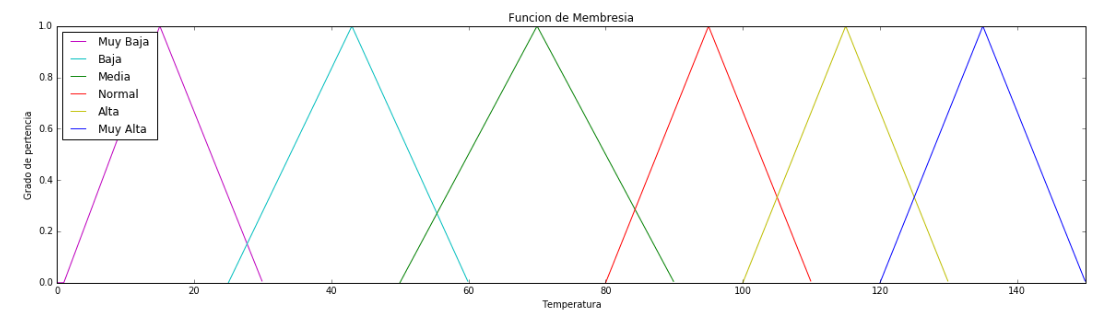 Funcion de Membresia
Muy Baja
Baja
Media
Normal
Alta
Muy Alta
Grado de pertencia
1.0
0.8
0.6
0.4
0.2
0.0
0 20 40 60 80 100 120 140
Temperatura